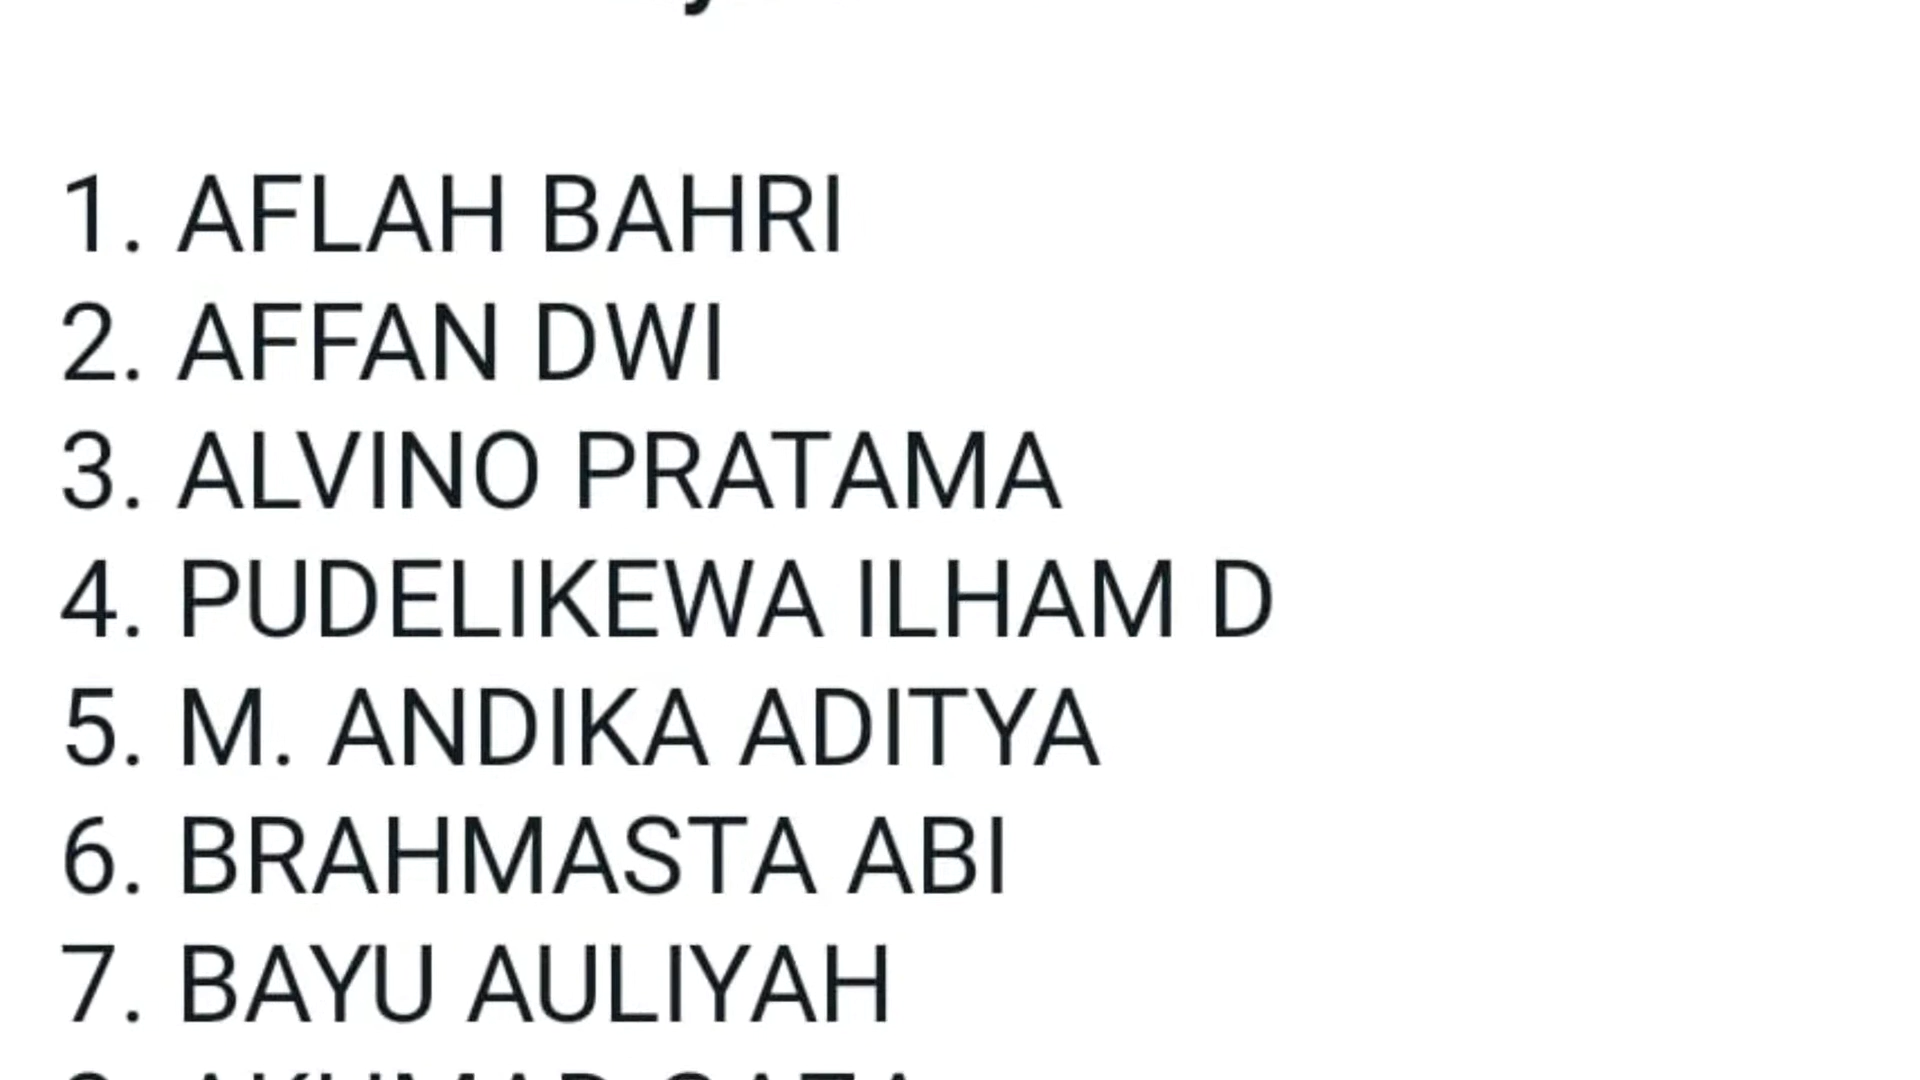 1. AFLAH BAHRI
2. AFFAN DWI
3. ALVINO PRATAMA
4. PUDELIKEWA ILHAM D
5. M. ANDIKA ADITYA
6. BRAHMASTA ABI
7. BAYU AULIYAH